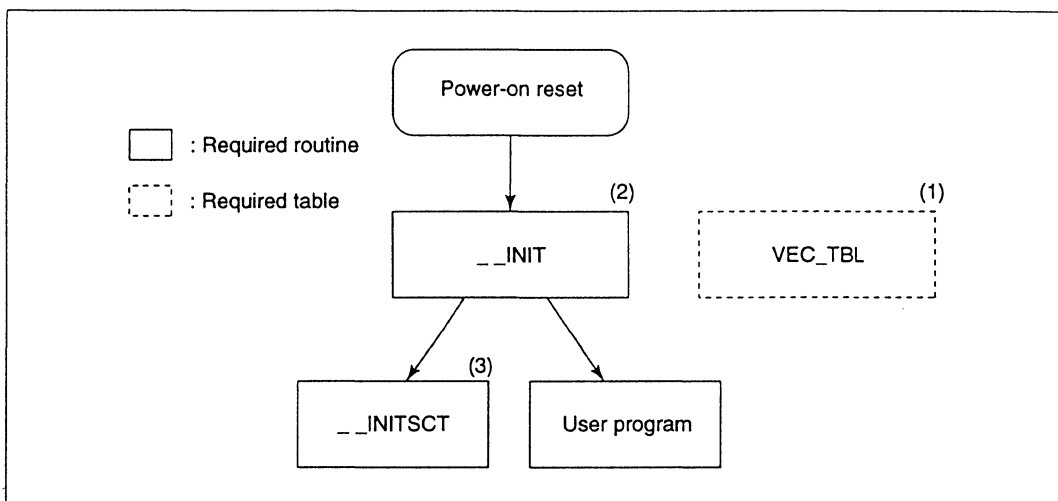 Power-on reset
: Required routine
: Required table
(2)
(1)
_ _INIT
VEC_TBL
(3)
_ _INITSCT
User program